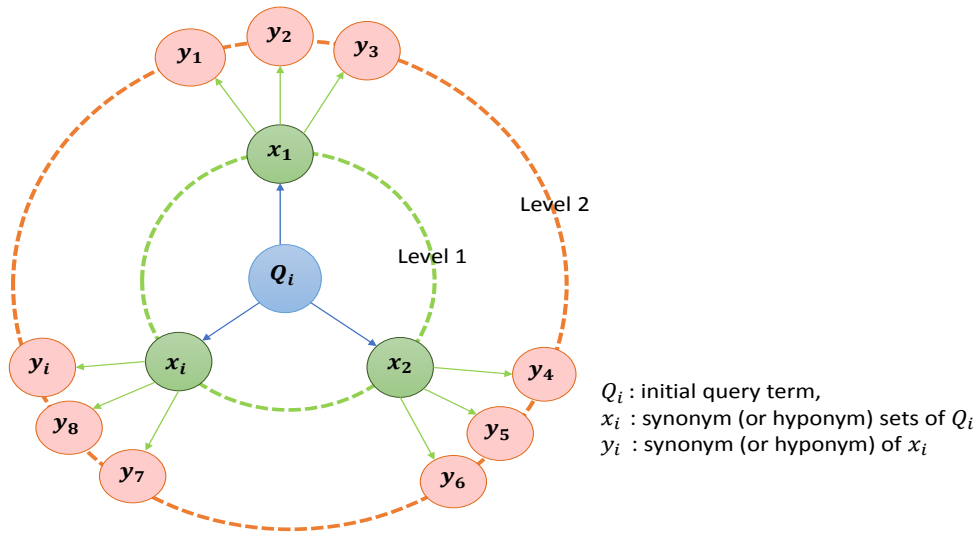 y₁
y₂
y₃
x₁
Level 2
Level 1
Qᵢ
xᵢ
x₂
yᵢ
y₄
y₈
y₅
y₇
y₆
Qᵢ : initial query term,
xᵢ : synonym (or hyponym) sets of Qᵢ
yᵢ : synonym (or hyponym) of xᵢ